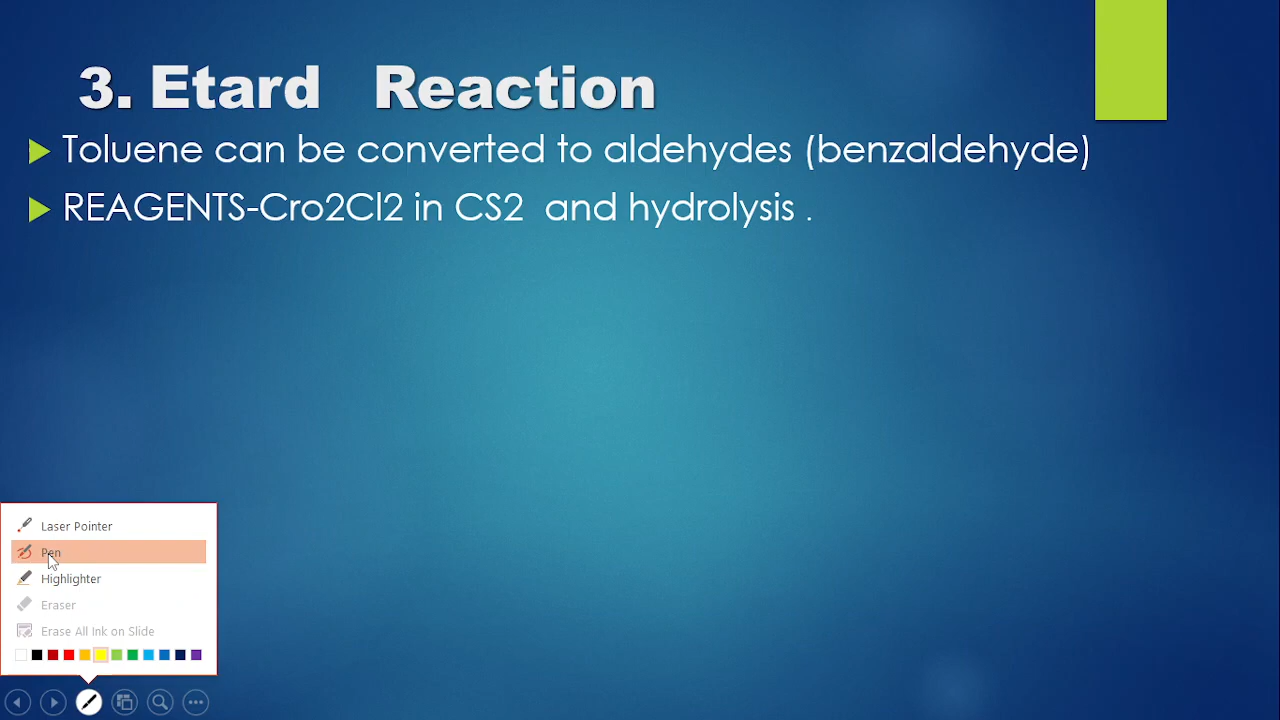 3. Etard Reaction
Toluene can be converted to aldehydes (benzaldehyde)
REAGENTS-Cro2Cl2 in CS2 and hydrolysis .
Laser Pointer
Pen
Highlighter
Eraser
Erase All Ink on Slide